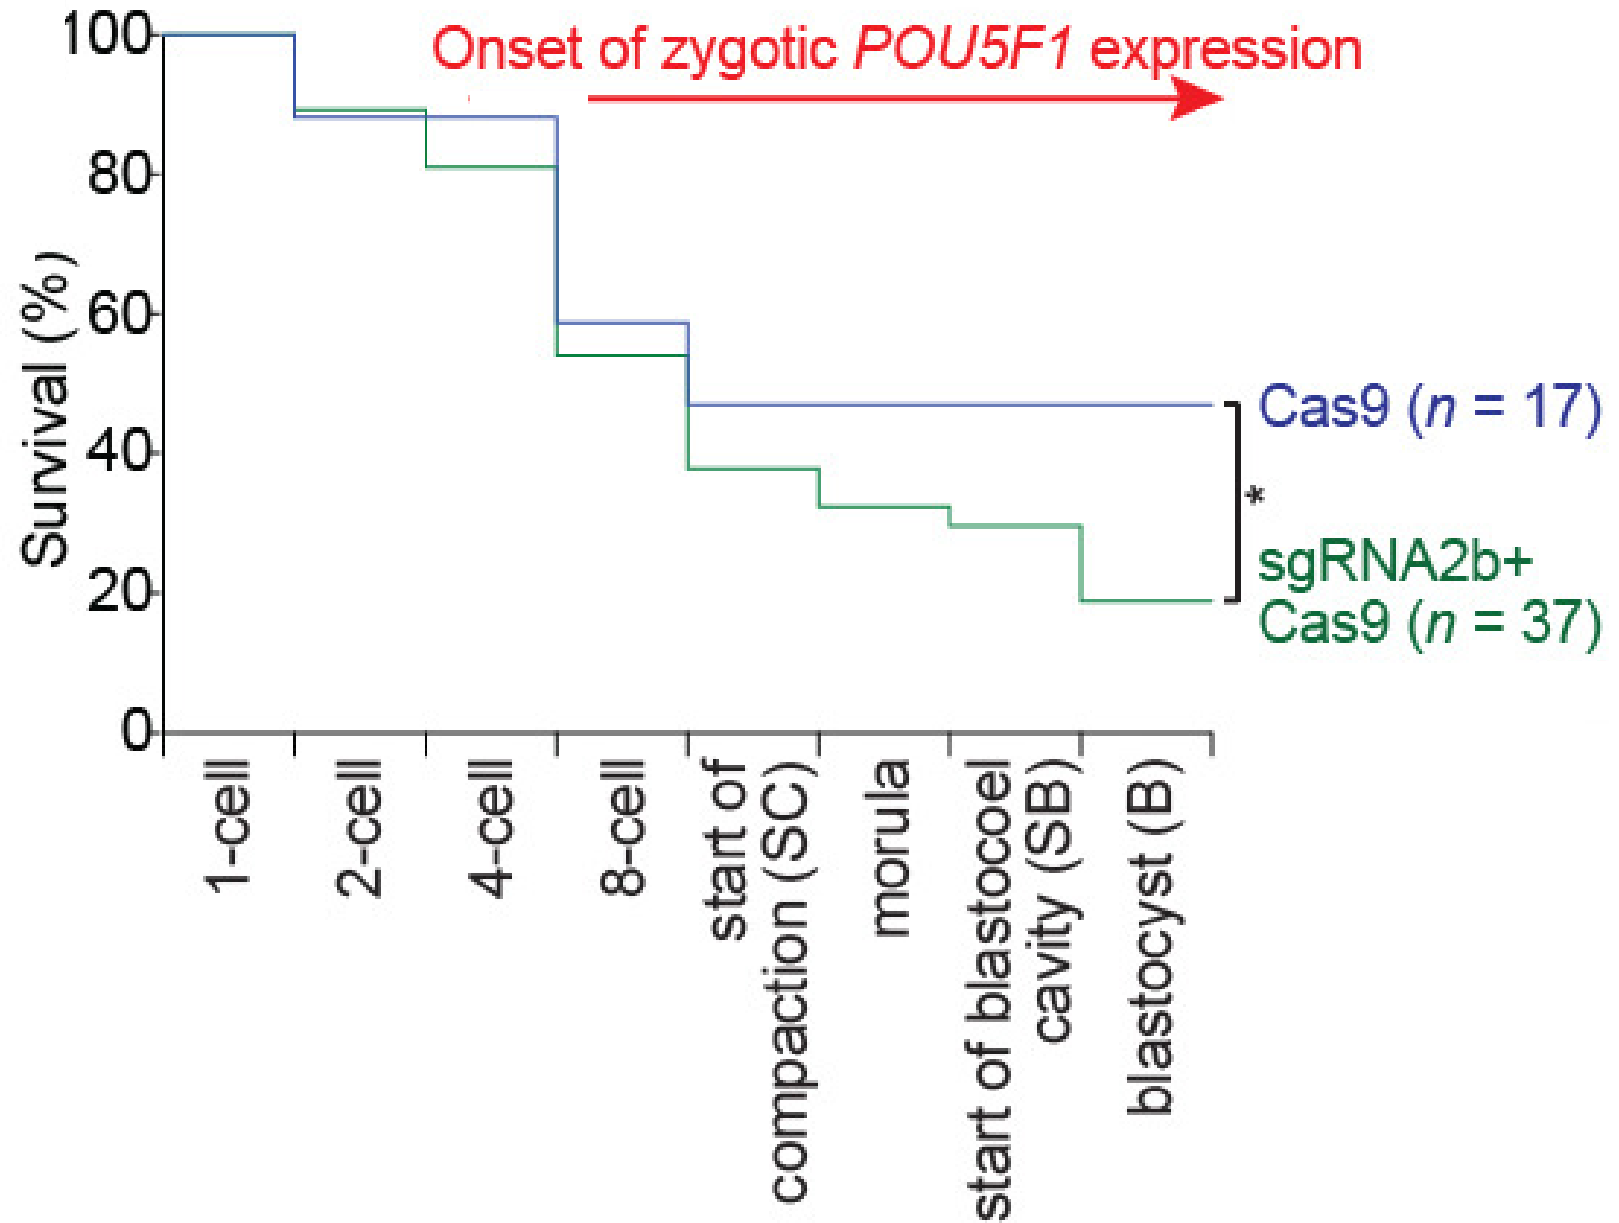 Onset of zygotic POU5F1 expression
Survival (%)
100
80
60
40
20
0
Cas9 (n = 17)
*
sgRNA2b+
Cas9 (n = 37)
1-cell
2-cell
4-cell
8-cell
start of
compaction (SC)
morula
start of blastocoel
cavity (SB)
blastocyst (B)